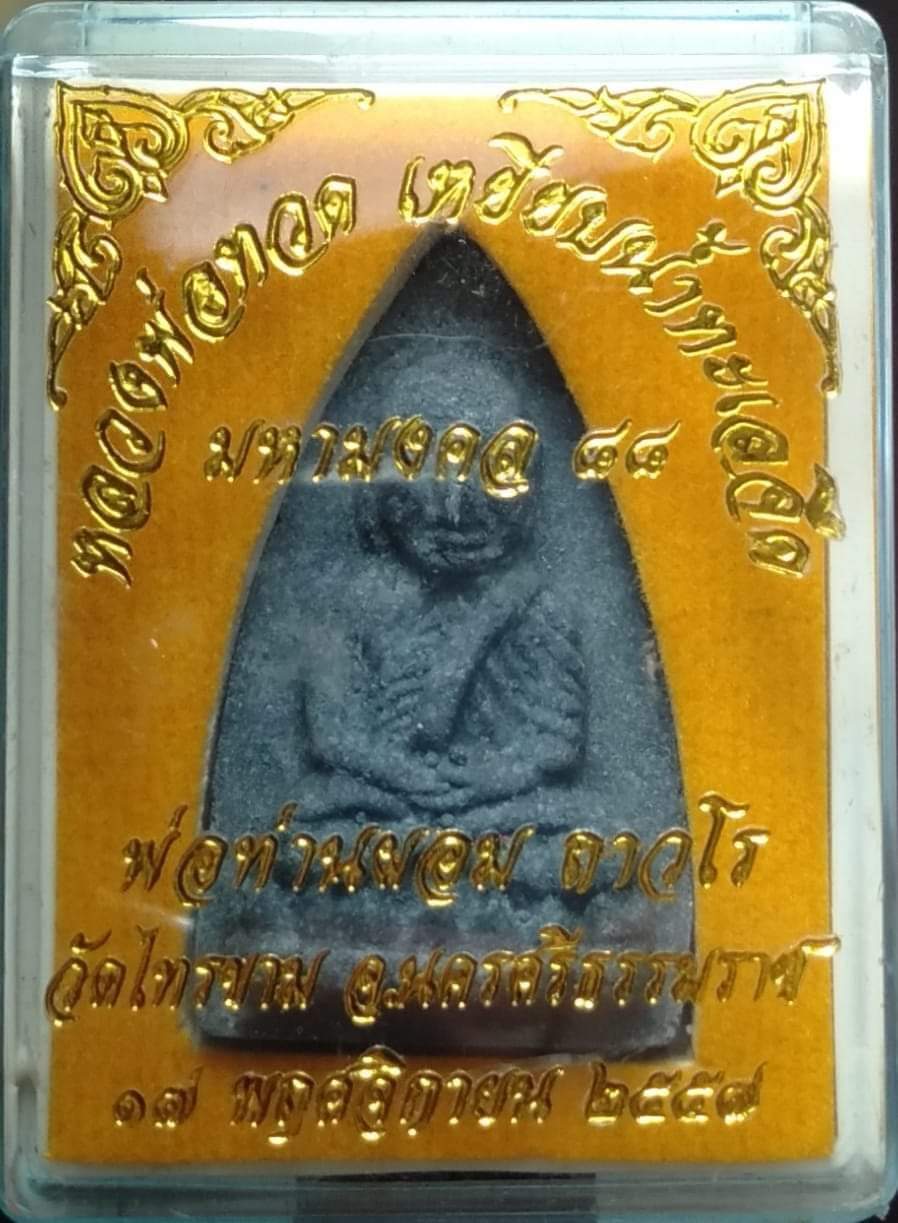 หลวงพ่อทวด เหยียบน้ำทะเลจืด
มหามงคล ๘๘
พ่อท่านผอม ถาวโร
วัดไทรขาม อ.นครศรีธรรมราช
๑๗ พฤศจิกายน ๒๕๕๗